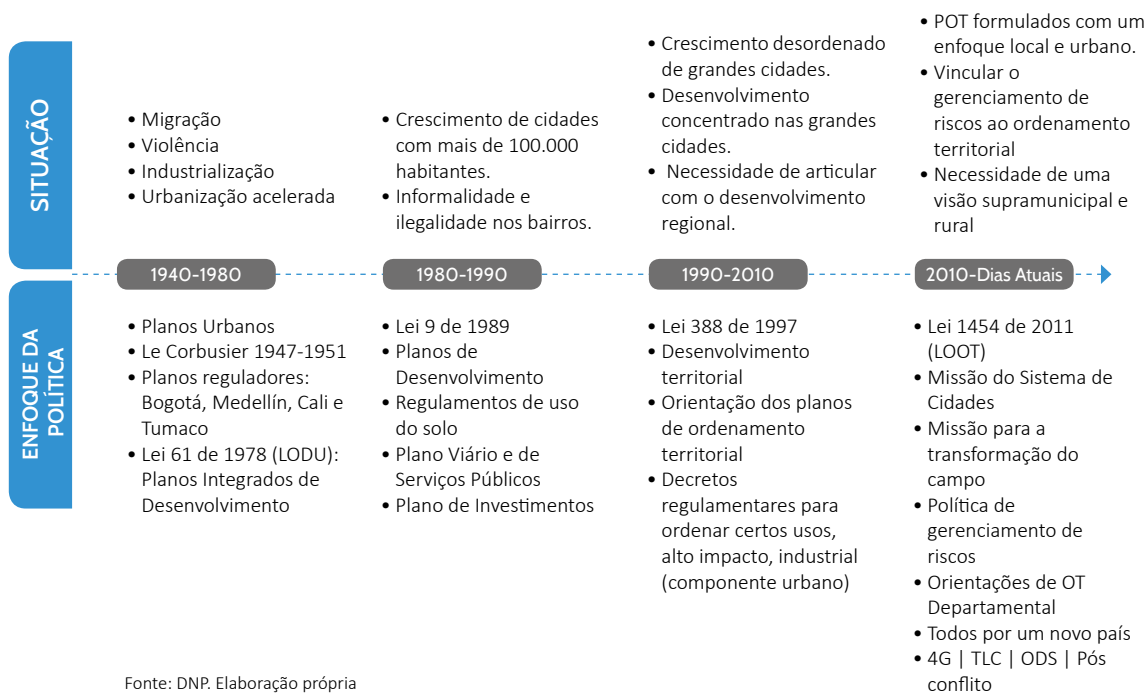 SITUAÇÃO
• Migração
• Violência
• Industrialização
• Urbanização acelerada
• Crescimento de cidades
com mais de 100.000
habitantes.
• Informalidade e
ilegalidade nos bairros.
• Crescimento desordenado
de grandes cidades.
• Desenvolvimento
concentrado nas grandes
cidades.
• Necessidade de articular
com o desenvolvimento
regional.
• POT formulados com um
enfoque local e urbano.
• Vincular o
gerenciamento de
riscos ao ordenamento
territorial
• Necessidade de uma
visão supramunicipal e
rural
1940-1980
1980-1990
1990-2010
2010-Dias Atuais
ENFOQUE DA
POLÍTICA
• Planos Urbanos
• Le Corbusier 1947-1951
• Planos reguladores:
Bogotá, Medellín, Cali e
Tumaco
• Lei 61 de 1978 (LODU):
Planos Integrados de
Desenvolvimento
• Lei 9 de 1989
• Planos de
Desenvolvimento
• Regulamentos de uso
do solo
• Plano Viário e de
Serviços Públicos
• Plano de Investimentos
• Lei 388 de 1997
• Desenvolvimento
territorial
• Orientação dos planos
de ordenamento
territorial
• Decretos
regulamentares para
ordenar certos usos,
alto impacto, industrial
(componente urbano)
• Lei 1454 de 2011
(LOOT)
• Missão do Sistema de
Cidades
• Missão para a
transformação do
campo
• Política de
gerenciamento de
riscos
• Orientações de OT
Departamental
• Todos por um novo país
• 4G | TLC | ODS | Pós
conflito
Fonte: DNP. Elaboração própria